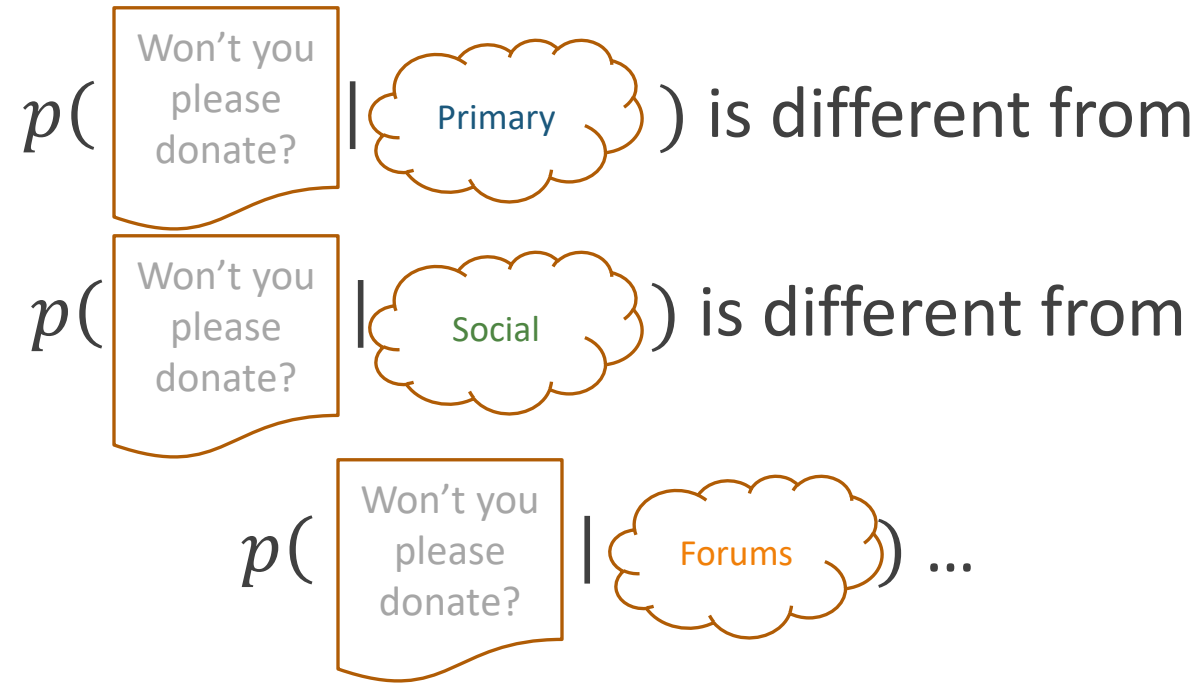 p( Won’t you please donate? | Primary ) is different from
p( Won’t you please donate? | Social ) is different from
p( Won’t you please donate? | Forums ) ...